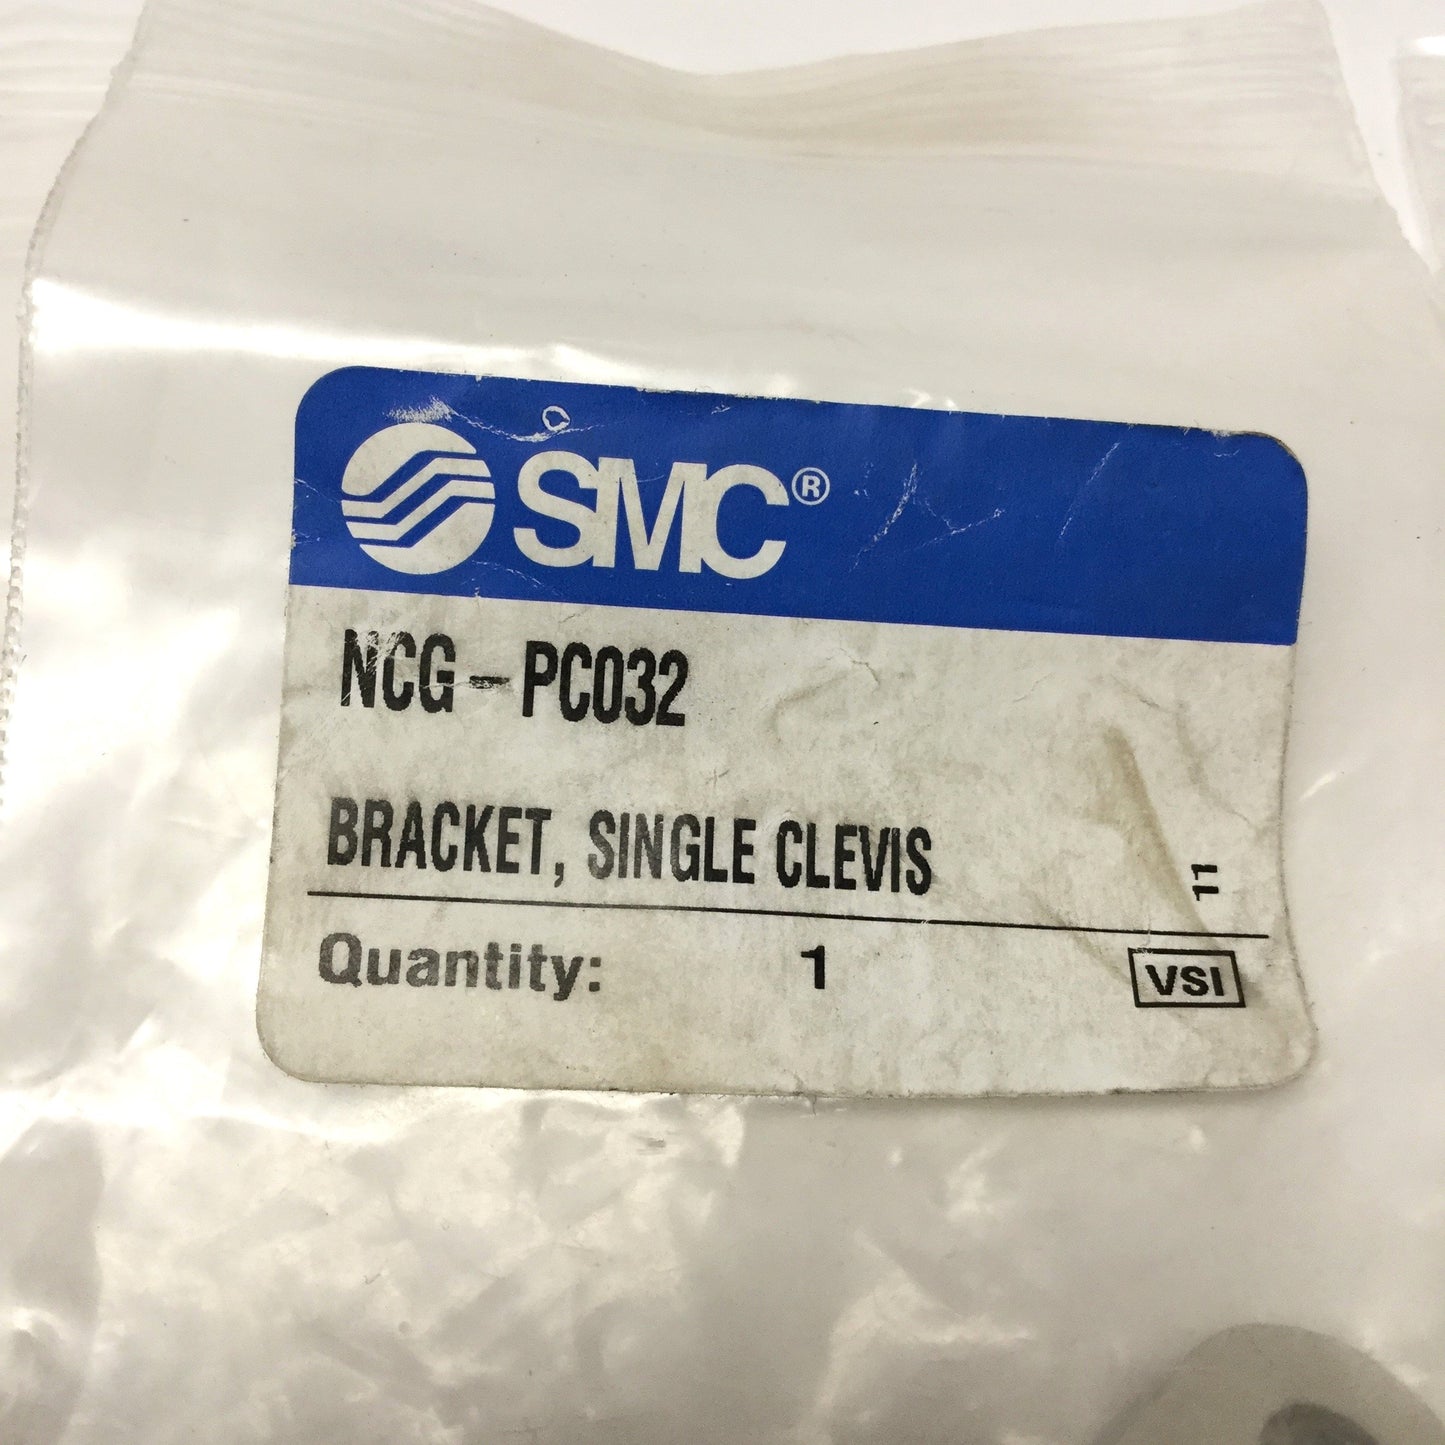 SMC®
NCG-PC032
BRACKET, SINGLE CLEVIS
11
Quantity: 1
VSI